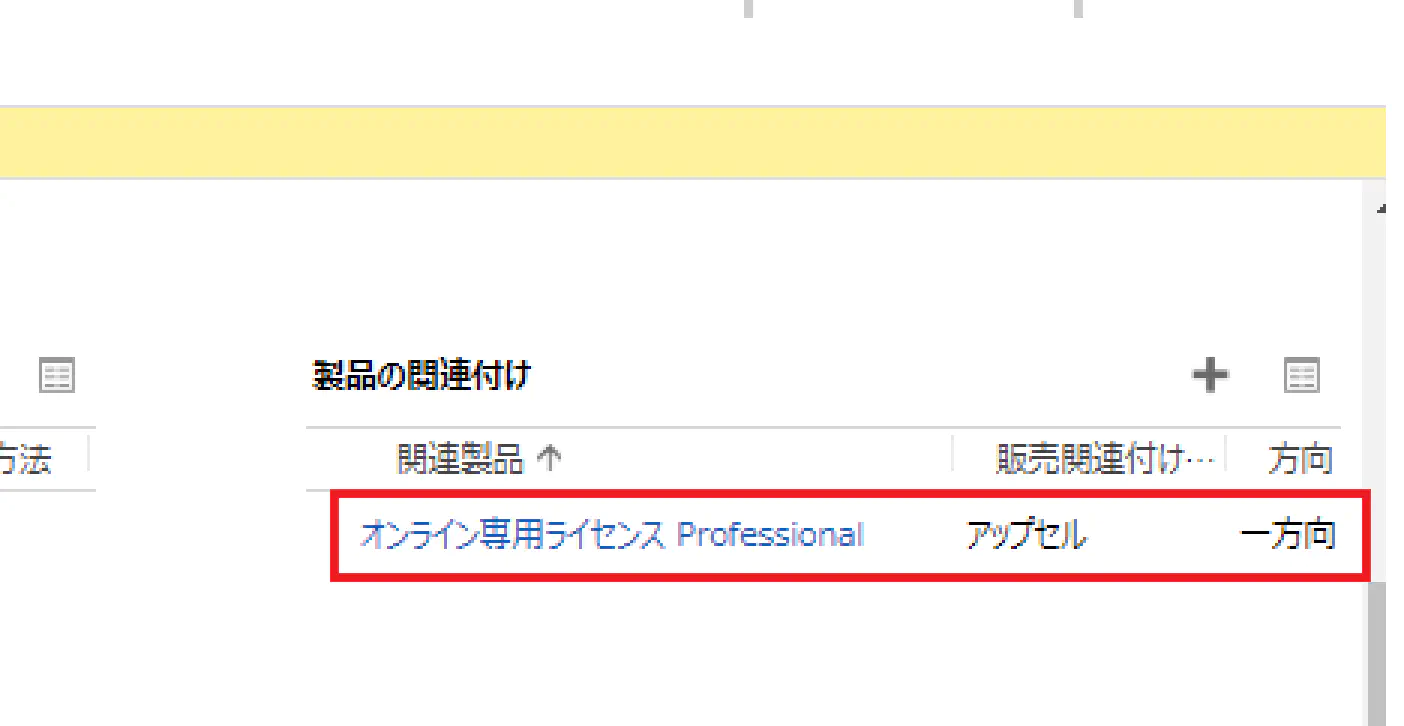 製品の関連付け
方法 関連製品 ↑ 販売関連付け… 方向
オンライン専用ライセンス Professional アップセル 一方向